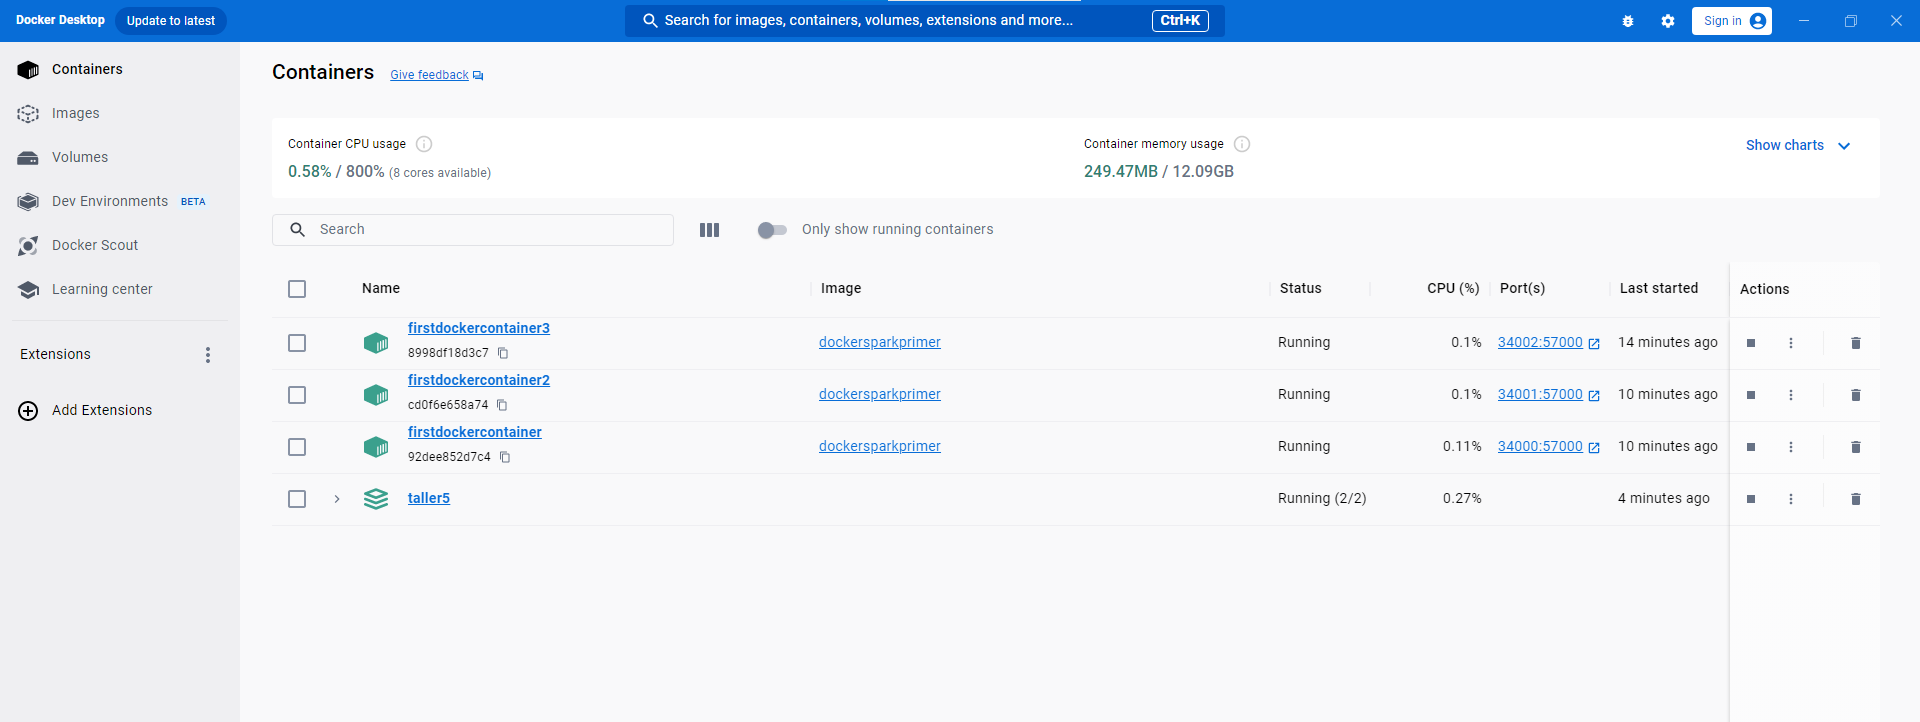 Docker Desktop Update to latest Search for images, containers, volumes, extensions and more... Ctrl+K Sign in
Containers
Images
Volumes
Dev Environments BETA
Docker Scout
Learning center
Extensions
Add Extensions
Containers Give feedback
Container CPU usage
0.58% / 800% (8 cores available)
Container memory usage
249.47MB / 12.09GB
Show charts
Search
Only show running containers
Name Image Status CPU (%) Port(s) Last started Actions
firstdockercontainer3
8998df18d3c7
dockersparkprimer Running 0.1% 34002:57000 14 minutes ago
firstdockercontainer2
cd0f6e658a74
dockersparkprimer Running 0.1% 34001:57000 10 minutes ago
firstdockercontainer
92dee852d7c4
dockersparkprimer Running 0.11% 34000:57000 10 minutes ago
taller5 Running (2/2) 0.27% 4 minutes ago